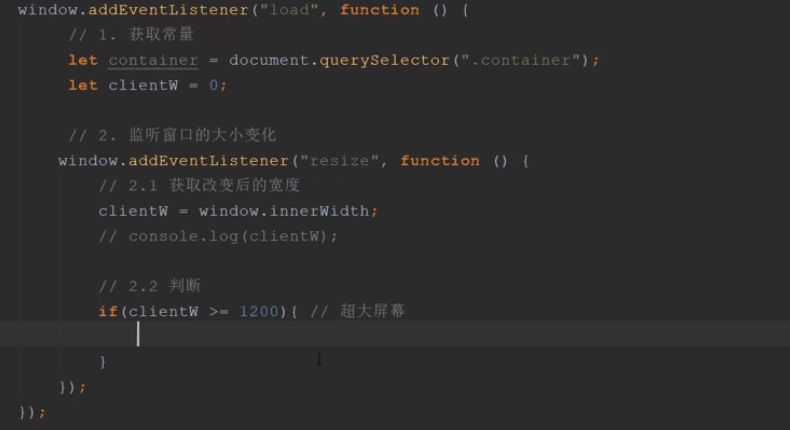 window.addEventListener("load", function () {
// 1. 获取常量
let container = document.querySelector(".container");
let clientW = 0;
// 2. 监听窗口的大小变化
window.addEventListener("resize", function () {
// 2.1 获取改变后的宽度
clientW = window.innerWidth;
// console.log(clientW);
// 2.2 判断
if(clientW >= 1200){ // 超大屏幕
}
});
});